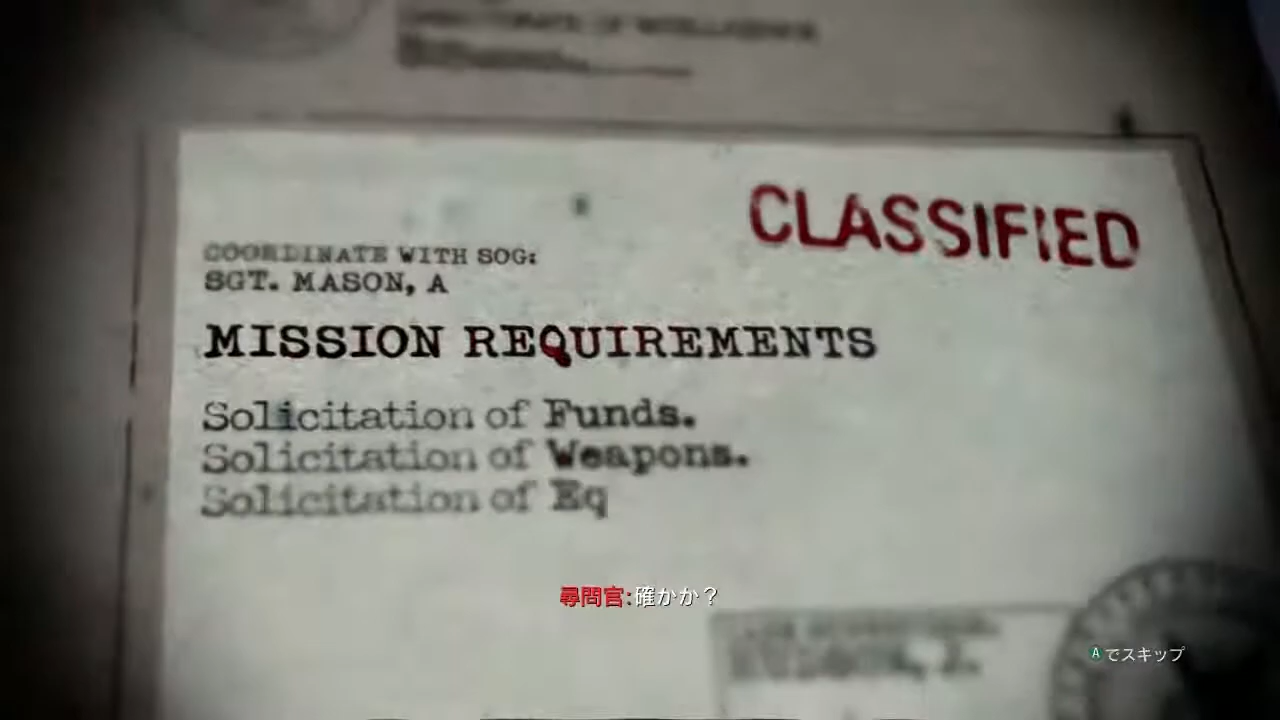 CLASSIFIED
COORDINATE WITH SOG:
SGT. MASON, A
MISSION REQUIREMENTS
Solicitation of Funds.
Solicitation of Weapons.
Solicitation of Eq
尋問官:確かか？
Aでスキップ